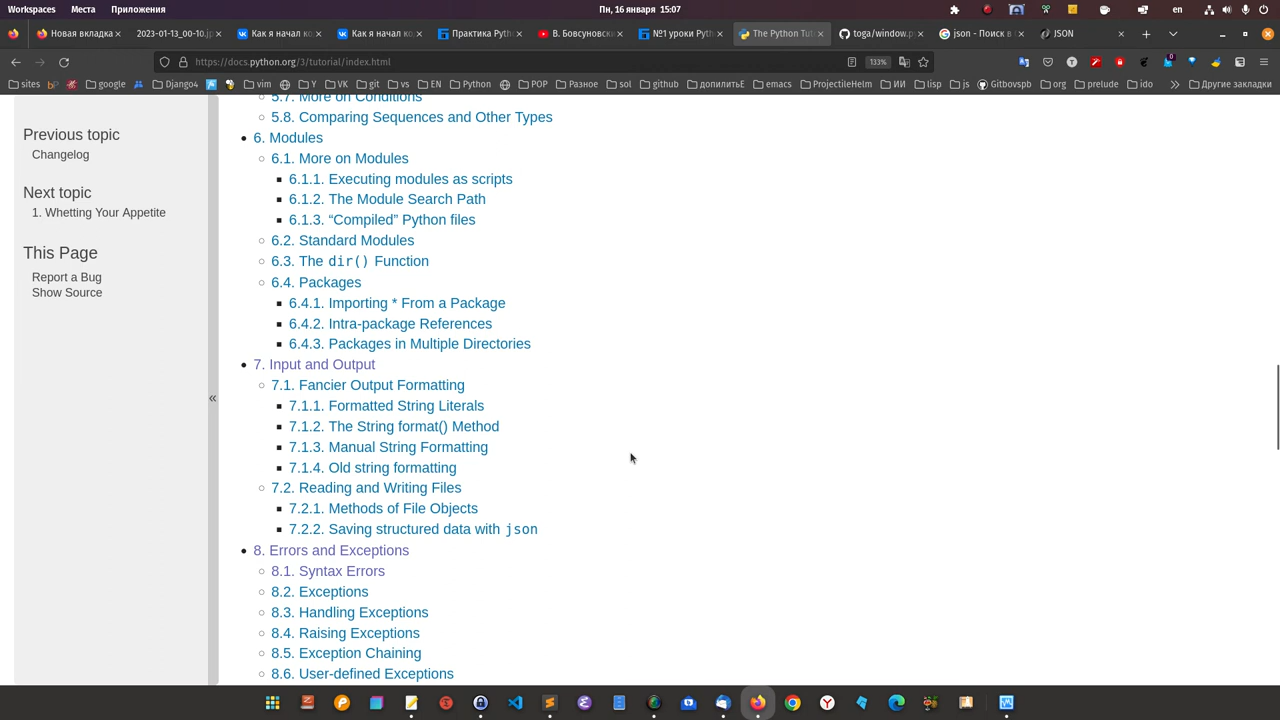 Workspaces Места Приложения Пн, 16 января 15:07 en
Новая вкладка 2023-01-13_00-10.j Как я начал ко Как я начал ко Практика Pyth В. Бовсуновски №1 уроки Pyth The Python Tut toga/window.p json - Поиск в JSON
https://docs.python.org/3/tutorial/index.html 133%
sites google Django4 vim Y VK git vs EN Python POP Разное sol github допилитьЕ emacs ProjectileHelm ИИ lisp js Gitbovspb org prelude ido Другие закладки
Previous topic
Changelog
Next topic
1. Whetting Your Appetite
This Page
Report a Bug
Show Source
«
5.7. More on Conditions
5.8. Comparing Sequences and Other Types
6. Modules
6.1. More on Modules
6.1.1. Executing modules as scripts
6.1.2. The Module Search Path
6.1.3. “Compiled” Python files
6.2. Standard Modules
6.3. The dir() Function
6.4. Packages
6.4.1. Importing * From a Package
6.4.2. Intra-package References
6.4.3. Packages in Multiple Directories
7. Input and Output
7.1. Fancier Output Formatting
7.1.1. Formatted String Literals
7.1.2. The String format() Method
7.1.3. Manual String Formatting
7.1.4. Old string formatting
7.2. Reading and Writing Files
7.2.1. Methods of File Objects
7.2.2. Saving structured data with json
8. Errors and Exceptions
8.1. Syntax Errors
8.2. Exceptions
8.3. Handling Exceptions
8.4. Raising Exceptions
8.5. Exception Chaining
8.6. User-defined Exceptions